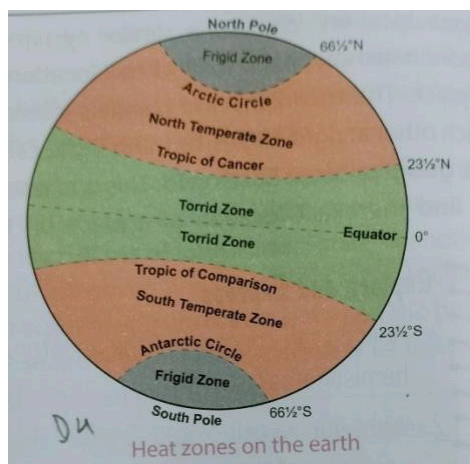 North Pole
66½°N
Frigid Zone
Arctic Circle
North Temperate Zone
Tropic of Cancer
23½°N
Torrid Zone
Equator 0°
Torrid Zone
Tropic of Comparison
South Temperate Zone
23½°S
Antarctic Circle
Frigid Zone
66½°S
South Pole
Heat zones on the earth